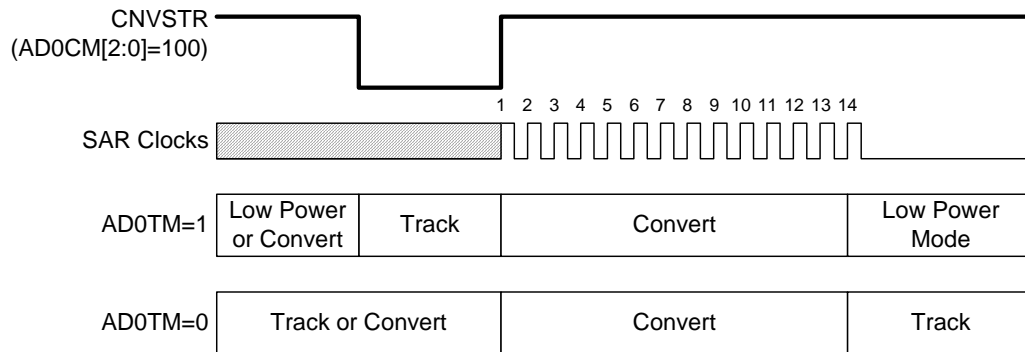 CNVSTR
(AD0CM[2:0]=100)
1 2 3 4 5 6 7 8 9 10 11 12 13 14
SAR Clocks
AD0TM=1
Low Power
or Convert
Track
Convert
Low Power
Mode
AD0TM=0
Track or Convert
Convert
Track